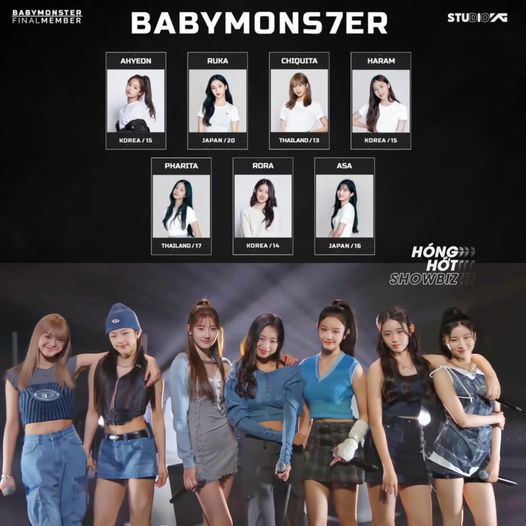 BABYMONSTER
FINALMEMBER
BABYMONS7ER
STUDIO YG
AHYEON
KOREA / 15
RUKA
JAPAN / 20
CHIQUITA
THAILAND / 13
HARAM
KOREA / 15
PHARITA
THAILAND / 17
RORA
KOREA / 14
ASA
JAPAN / 16
HÓNG
HỚT
SHOWBIZ